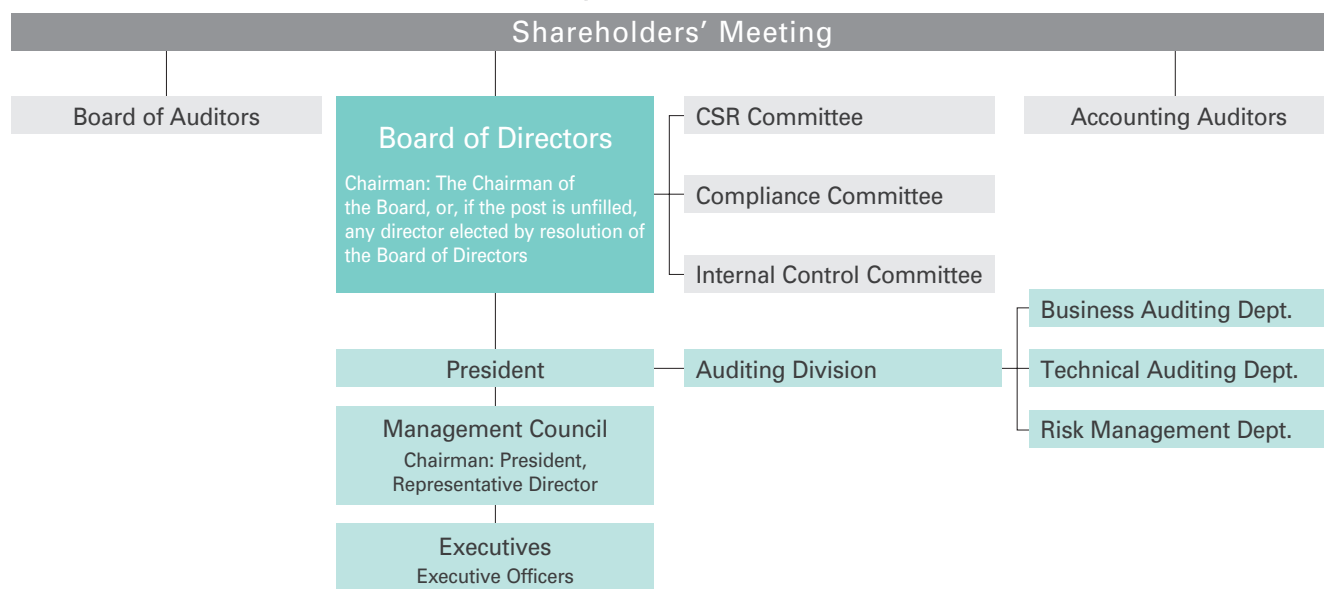 Shareholders’ Meeting
Board of Auditors
Board of Directors
Chairman: The Chairman of
the Board, or, if the post is unfilled,
any director elected by resolution of
the Board of Directors
CSR Committee
Compliance Committee
Internal Control Committee
Accounting Auditors
President
Auditing Division
Business Auditing Dept.
Technical Auditing Dept.
Risk Management Dept.
Management Council
Chairman: President,
Representative Director
Executives
Executive Officers